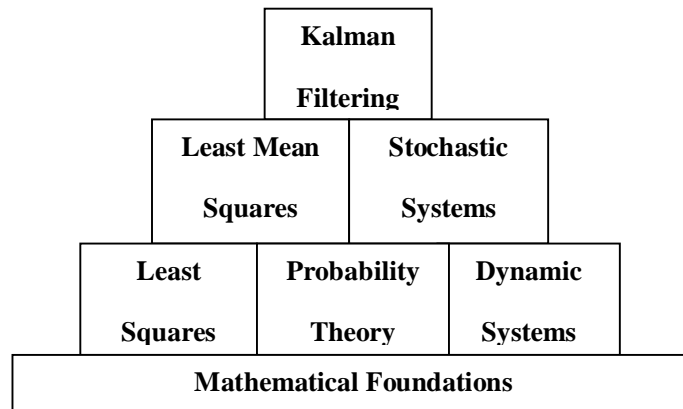 Kalman
Filtering
Least Mean
Squares
Stochastic
Systems
Least
Squares
Probability
Theory
Dynamic
Systems
Mathematical Foundations